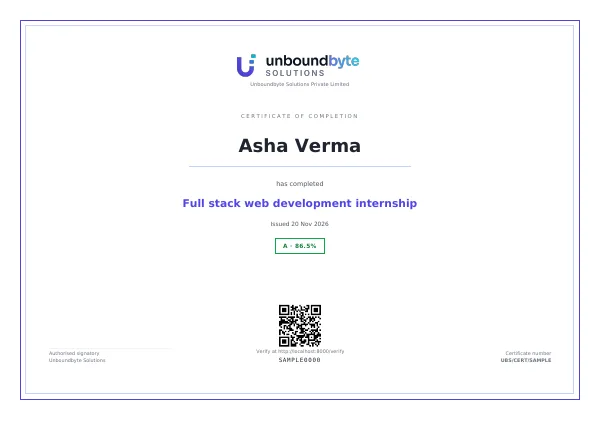 unboundbyte
SOLUTIONS
Unboundbyte Solutions Private Limited
CERTIFICATE OF COMPLETION
Asha Verma
has completed
Full stack web development internship
Issued 20 Nov 2026
A · 86.5%
Verify at http://localhost:8000/verify
SAMPLE0000
Authorised signatory
Unboundbyte Solutions
Certificate number
UBS/CERT/SAMPLE